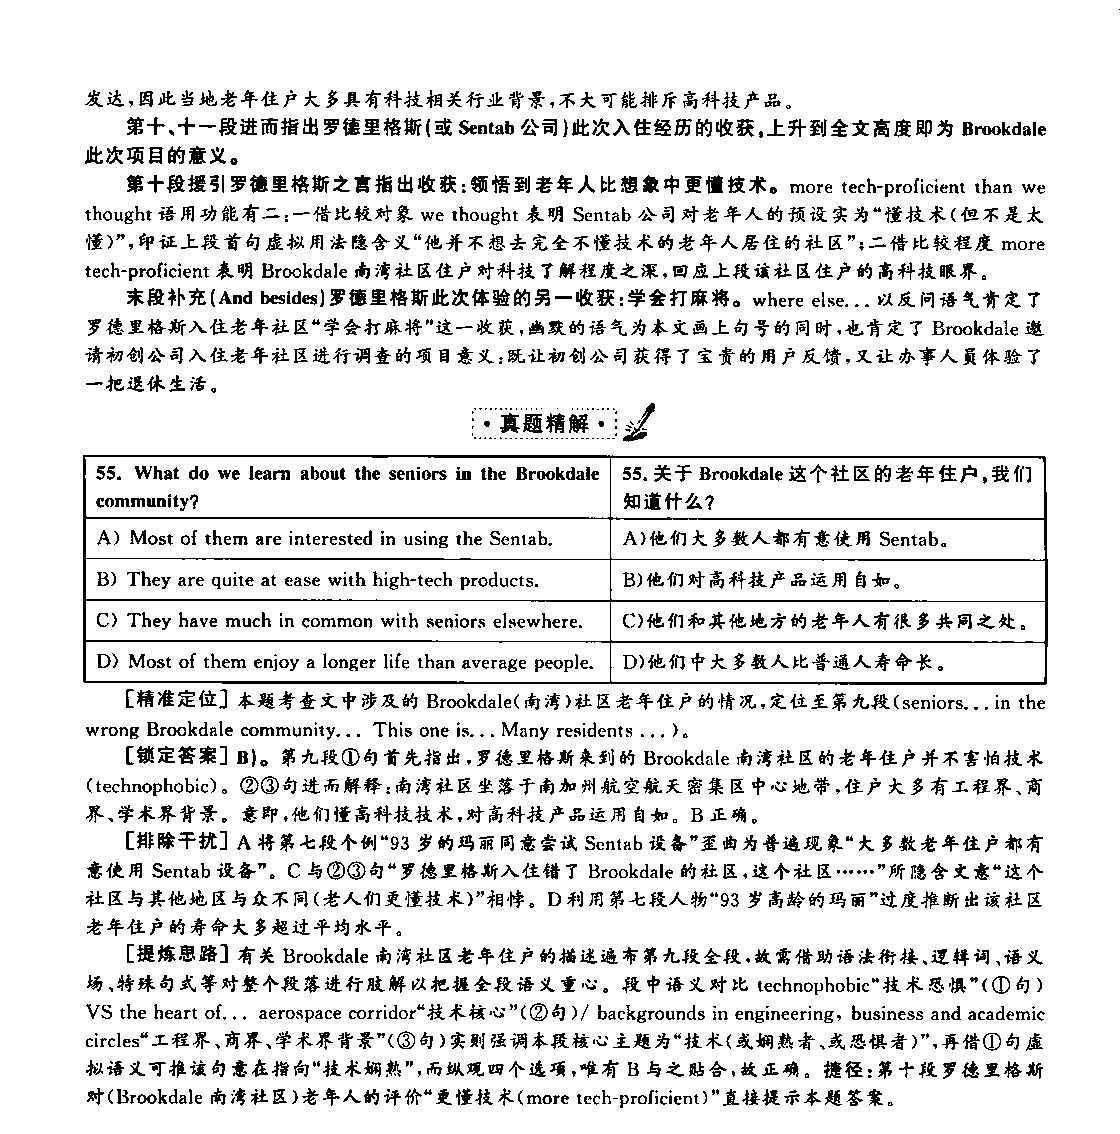 发达,因此当地老年住户大多具有科技相关行业背景,不大可能排斥高科技产品。
第十、十一段进而指出罗德里格斯(或 Sentab 公司)此次入住经历的收获,上升到全文高度即为 Brookdale
此次项目的意义。
第十段援引罗德里格斯之言指出收获:领悟到老年人比想象中更懂技术。more tech-proficient than we
thought 语用功能有二:一借比较对象 we thought 表明 Sentab 公司对老年人的预设实为“懂技术(但不是太
懂)”,印证上段首句虚拟用法隐含义“他并不想去完全不懂技术的老年人居住的社区”;二借比较程度 more
tech-proficient 表明 Brookdale 南湾社区住户对科技了解程度之深,回应上段该社区住户的高科技眼界。
末段补充(And besides)罗德里格斯此次体验的另一收获:学会打麻将。where else... 以反问语气肯定了
罗德里格斯入住老年社区“学会打麻将”这一收获,幽默的语气为本文画上句号的同时,也肯定了 Brookdale 邀
请初创公司入住老年社区进行调查的项目意义:既让初创公司获得了宝贵的用户反馈,又让办事人员体验了
一把退休生活。
·真题精解·
55. What do we learn about the seniors in the Brookdale community?
55.关于 Brookdale 这个社区的老年住户,我们知道什么?
A) Most of them are interested in using the Sentab.
A)他们大多数人都有意使用 Sentab。
B) They are quite at ease with high-tech products.
B)他们对高科技产品运用自如。
C) They have much in common with seniors elsewhere.
C)他们和其他地方的老年人有很多共同之处。
D) Most of them enjoy a longer life than average people.
D)他们中大多数人比普通人寿命长。
[精准定位] 本题考查文中涉及的 Brookdale(南湾)社区老年住户的情况,定位至第九段(seniors... in the
wrong Brookdale community... This one is... Many residents ...)。
[锁定答案] B)。第九段①句首先指出,罗德里格斯来到的 Brookdale 南湾社区的老年住户并不害怕技术
(technophobic)。②③句进而解释:南湾社区坐落于南加州航空航天密集区中心地带,住户大多有工程界、商
界、学术界背景。意即,他们懂高科技技术,对高科技产品运用自如。B 正确。
[排除干扰] A 将第七段个例“93 岁的玛丽同意尝试 Sentab 设备”歪曲为普遍现象“大多数老年住户都有
意使用 Sentab 设备”。C 与②③句“罗德里格斯入住错了 Brookdale 的社区,这个社区……”所隐含文意“这个
社区与其他地区与众不同(老人们更懂技术)”相悖。D 利用第七段人物“93 岁高龄的玛丽”过度推断出该社区
老年住户的寿命大多超过平均水平。
[提炼思路] 有关 Brookdale 南湾社区老年住户的描述遍布第九段全段,故需借助语法衔接、逻辑词、语义
场、特殊句式等对整个段落进行肢解以把握全段语义重心。段中语义对比 technophobic“技术恐惧”(①句)
VS the heart of... aerospace corridor“技术核心”(②句)/ backgrounds in engineering, business and academic
circles“工程界、商界、学术界背景”(③句)实则强调本段核心主题为“技术(或娴熟者、或恐惧者)”,再借①句虚
拟语义可推该句意在指向“技术娴熟”,而纵观四个选项,唯有 B 与之贴合,故正确。捷径:第十段罗德里格斯
对(Brookdale 南湾社区)老年人的评价“更懂技术(more tech-proficient)”直接提示本题答案。